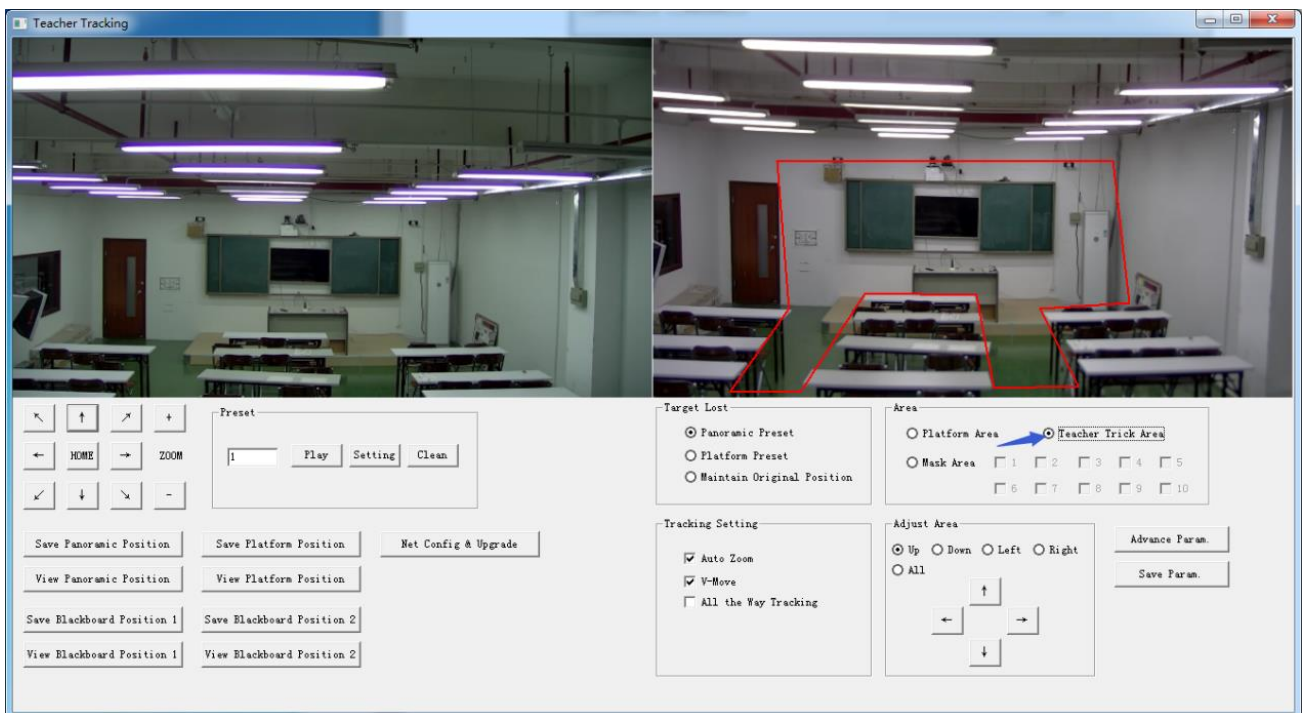 Teacher Tracking
Preset
1 Play Setting Clean
↖ ↑ ↗ +
← HOME → ZOOM
↙ ↓ ↘ -
Save Panoramic Position Save Platform Position Net Config & Upgrade
View Panoramic Position View Platform Position
Save Blackboard Position 1 Save Blackboard Position 2
View Blackboard Position 1 View Blackboard Position 2
Target Lost
Panoramic Preset
Platform Preset
Maintain Original Position
Area
Platform Area Teacher Trick Area
Mask Area 1 2 3 4 5
6 7 8 9 10
Tracking Setting
Auto Zoom
V-Move
All the Way Tracking
Adjust Area
Up Down Left Right
All
↑
← →
↓
Advance Param.
Save Param.